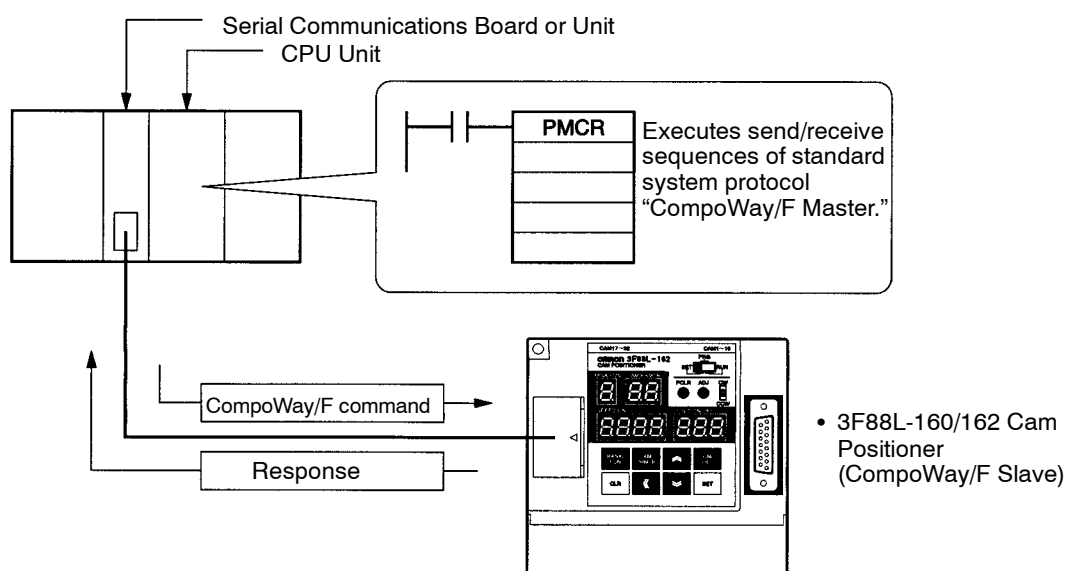 Serial Communications Board or Unit
CPU Unit
PMCR
Executes send/receive
sequences of standard
system protocol
“CompoWay/F Master.”
CompoWay/F command
Response
CAM1~16
omron 3F88L-162
CAM POSITIONER
PRG
RUN
PCLR ADJ
CLR
SET
• 3F88L-160/162 Cam
Positioner
(CompoWay/F Slave)